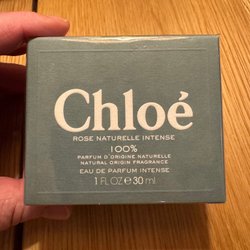 Chloé
ROSE NATURELLE INTENSE
100%
PARFUM D'ORIGINE NATURELLE
NATURAL ORIGIN FRAGRANCE
EAU DE PARFUM INTENSE
1 FL OZ e 30 ml